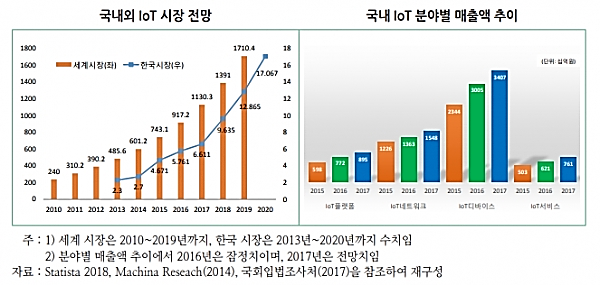 국내외 IoT 시장 전망
세계시장(좌) 한국시장(우)
1800
1600
1400
1200
1000
800
600
400
200
0
18
16
14
12
10
8
6
4
2
0
240
310.2
390.2
485.6
601.2
743.1
917.2
1130.3
1391
1710.4
2.3
2.7
4.671
5.761
6.611
9.635
12.865
17.067
2010 2011 2012 2013 2014 2015 2016 2017 2018 2019 2020
국내 IoT 분야별 매출액 추이
(단위: 십억원)
598 772 895
1226 1363 1548
2344 3005 3407
503 621 761
2015 2016 2017 2015 2016 2017 2015 2016 2017 2015 2016 2017
IoT플랫폼 IoT네트워크 IoT디바이스 IoT서비스
주 : 1) 세계 시장은 2010~2019년까지, 한국 시장은 2013년~2020년까지 수치임
2) 분야별 매출액 추이에서 2016년은 잠정치이며, 2017년은 전망치임
자료 : Statista 2018, Machina Reseach(2014), 국회입법조사처(2017)을 참조하여 재구성